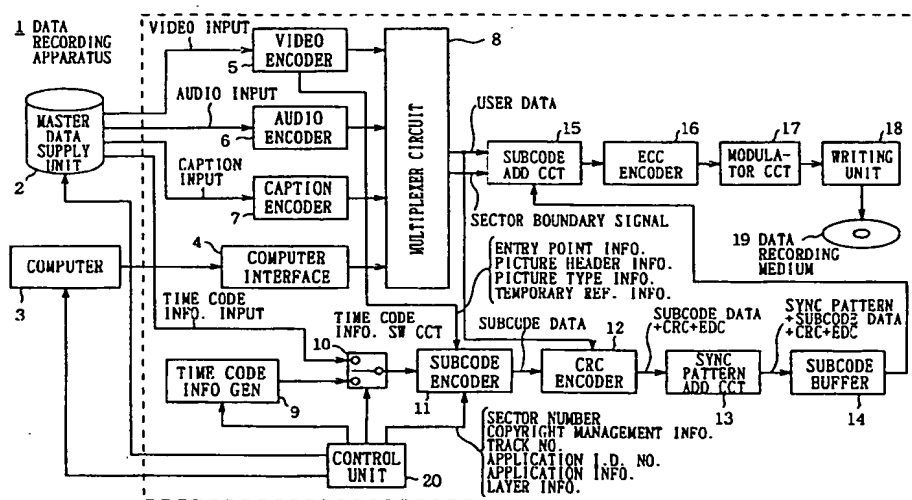 1 DATA
RECORDING
APPARATUS
VIDEO INPUT
VIDEO
ENCODER
5
8
AUDIO INPUT
AUDIO
ENCODER
6
MASTER
DATA
SUPPLY
UNIT
2
CAPTION
INPUT
CAPTION
ENCODER
7
MULTIPLEXER CIRCUIT
USER DATA
SECTOR BOUNDARY SIGNAL
15
SUBCODE
ADD CCT
16
ECC
ENCODER
17
MODULA-
TOR CCT
18
WRITING
UNIT
19 DATA
RECORDING
MEDIUM
COMPUTER
3
4
COMPUTER
INTERFACE
ENTRY POINT INFO.
PICTURE HEADER INFO.
PICTURE TYPE INFO.
TEMPORARY REF. INFO.
TIME CODE
INFO. INPUT
TIME CODE
INFO. SW CCT
10
TIME CODE
INFO GEN
9
SUBCODE
ENCODER
11
SUBCODE DATA
12
CRC
ENCODER
SUBCODE DATA
+CRC+EDC
SYNC
PATTERN
ADD CCT
13
SYNC PATTERN
+SUBCODE DATA
+CRC+EDC
SUBCODE
BUFFER
14
CONTROL
UNIT
20
SECTOR NUMBER
COPYRIGHT MANAGEMENT INFO.
TRACK NO.
APPLICATION I.D. NO.
APPLICATION INFO.
LAYER INFO.